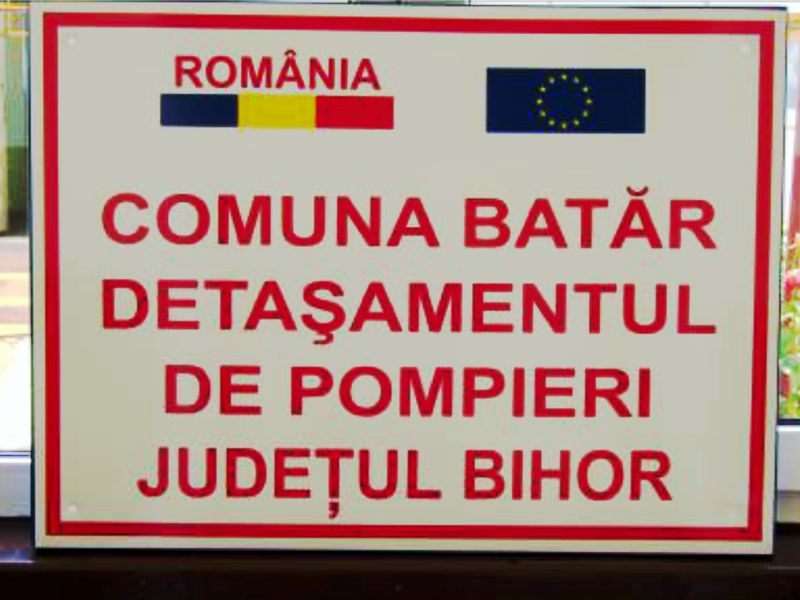 ROMÂNIA
COMUNA BATĂR
DETAŞAMENTUL
DE POMPIERI
JUDEȚUL BIHOR